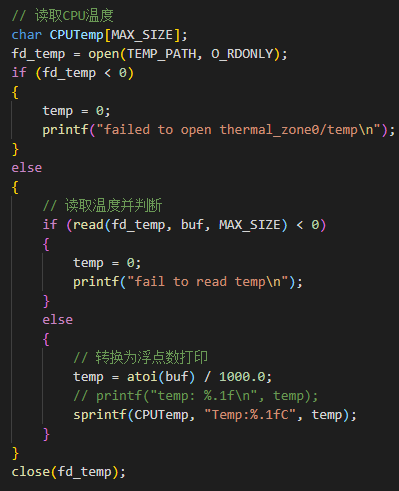 // 读取CPU温度
char CPUTemp[MAX_SIZE];
fd_temp = open(TEMP_PATH, O_RDONLY);
if (fd_temp < 0)
{
    temp = 0;
    printf("failed to open thermal_zone0/temp\n");
}
else
{
    // 读取温度并判断
    if (read(fd_temp, buf, MAX_SIZE) < 0)
    {
        temp = 0;
        printf("fail to read temp\n");
    }
    else
    {
        // 转换为浮点数打印
        temp = atoi(buf) / 1000.0;
        // printf("temp: %.1f\n", temp);
        sprintf(CPUTemp, "Temp:%.1fC", temp);
    }
}
close(fd_temp);